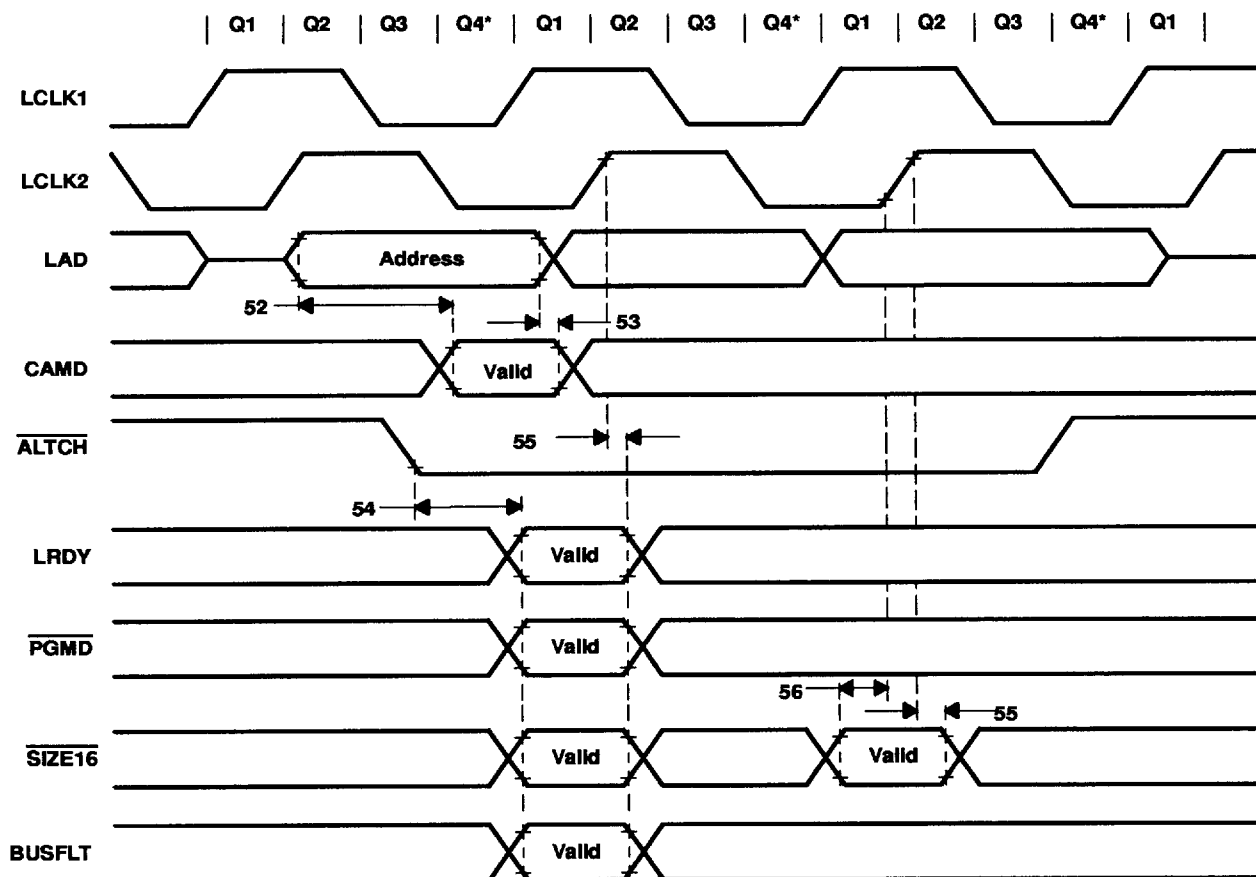 Q1 Q2 Q3 Q4* Q1 Q2 Q3 Q4* Q1 Q2 Q3 Q4* Q1
LCLK1
LCLK2
LAD Address
52
53
CAMD Valid
ALTCH
55
54
LRDY Valid
PGMD Valid
56
55
SIZE16 Valid Valid
BUSFLT Valid